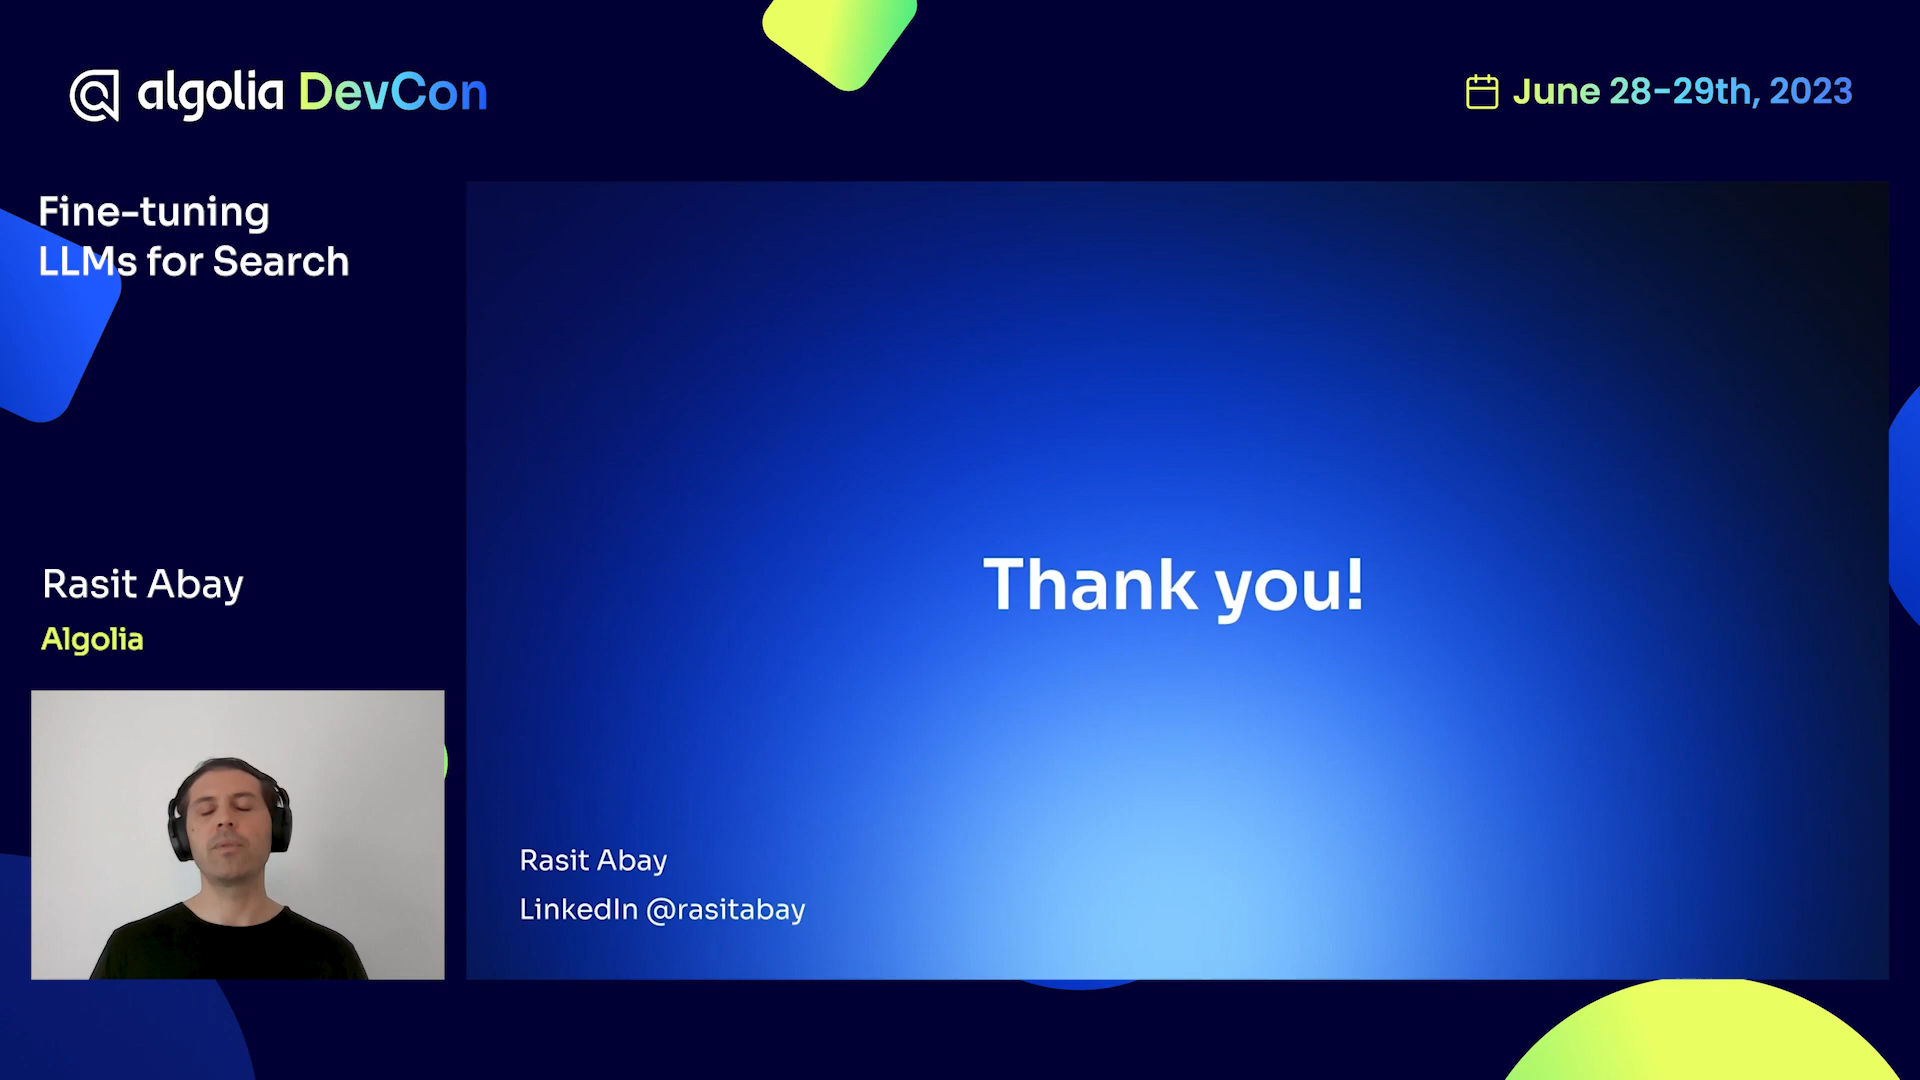 algolia DevCon
June 28-29th, 2023
Fine-tuning
LLMs for Search
Rasit Abay
Algolia
Thank you!
Rasit Abay
LinkedIn @rasitabay